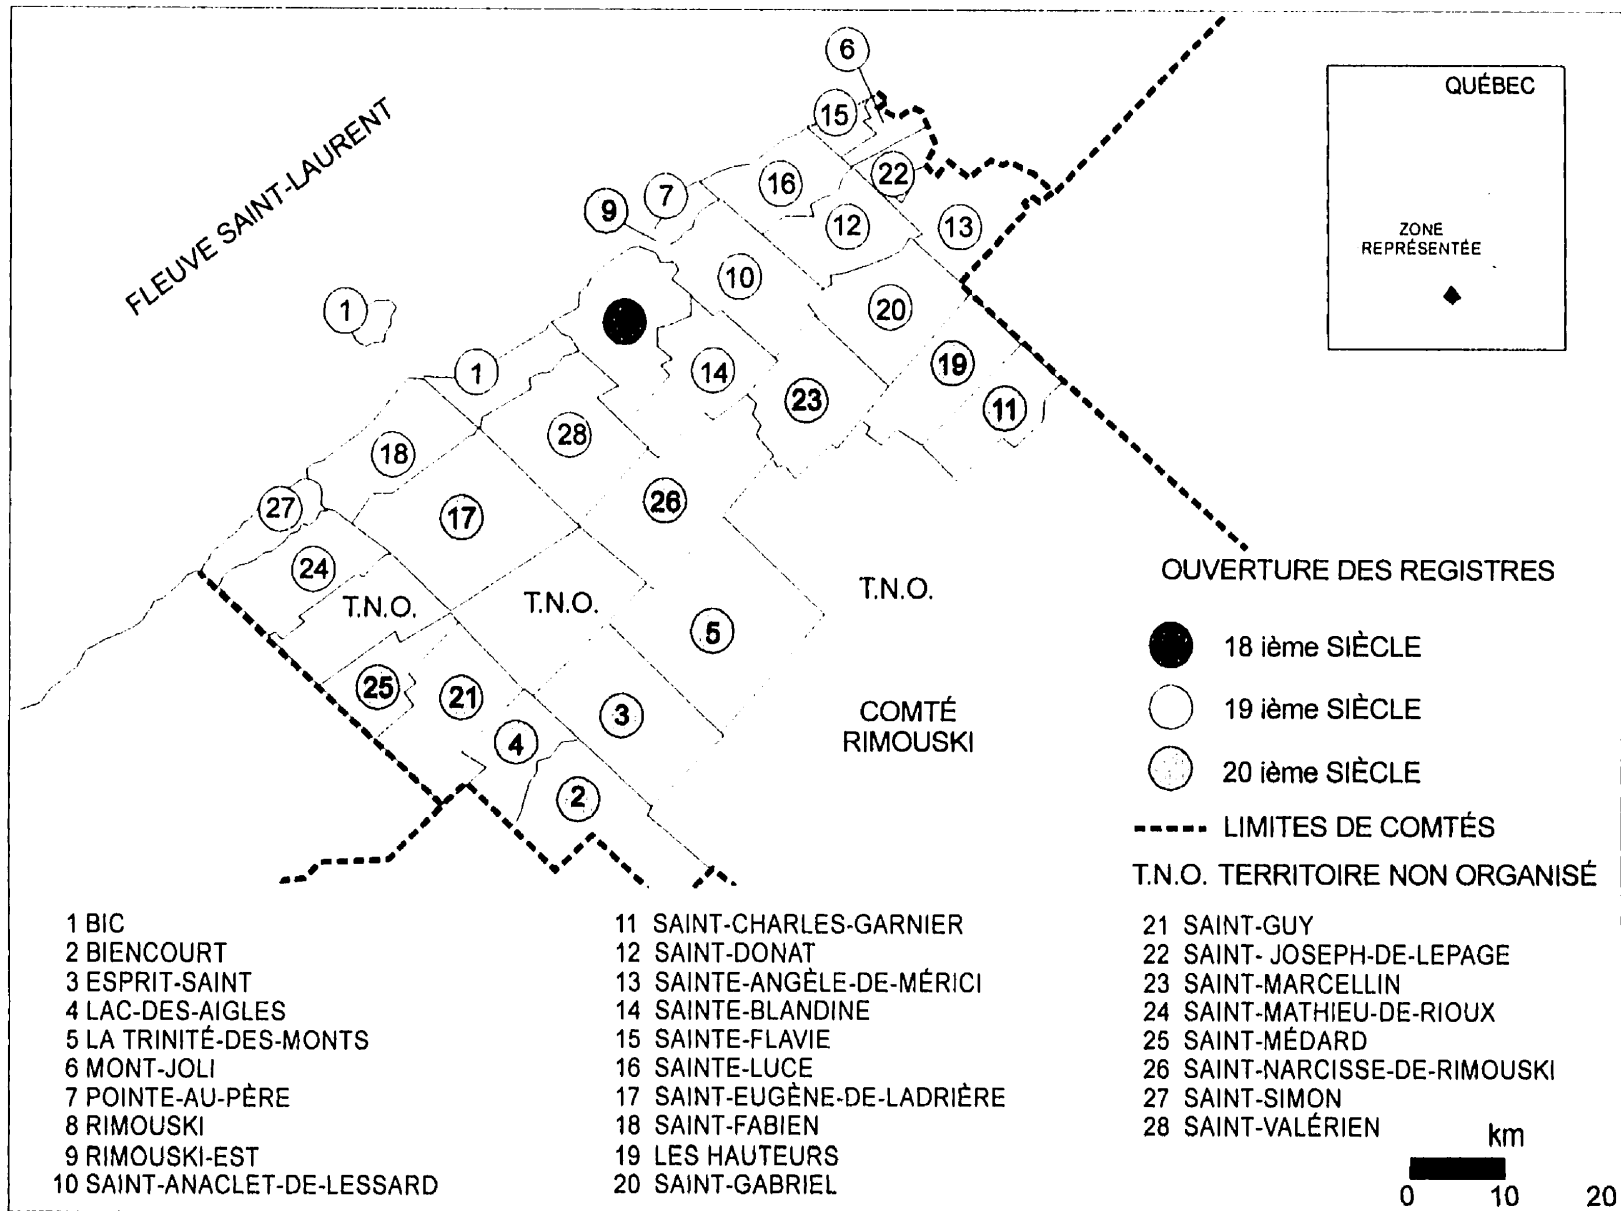 QUÉBEC
ZONE
REPRÉSENTÉE
FLEUVE SAINT-LAURENT
6
15
22
16
7
9
12
13
10
1
20
1
14
19
23
11
28
18
26
27
17
24
T.N.O.
T.N.O.
T.N.O.
5
25
21
3
4
2
COMTÉ
RIMOUSKI
OUVERTURE DES REGISTRES
18 ième SIÈCLE
19 ième SIÈCLE
20 ième SIÈCLE
LIMITES DE COMTÉS
T.N.O. TERRITOIRE NON ORGANISÉ
1 BIC
2 BIENCOURT
3 ESPRIT-SAINT
4 LAC-DES-AIGLES
5 LA TRINITÉ-DES-MONTS
6 MONT-JOLI
7 POINTE-AU-PÈRE
8 RIMOUSKI
9 RIMOUSKI-EST
10 SAINT-ANACLET-DE-LESSARD
11 SAINT-CHARLES-GARNIER
12 SAINT-DONAT
13 SAINTE-ANGÈLE-DE-MÉRICI
14 SAINTE-BLANDINE
15 SAINTE-FLAVIE
16 SAINTE-LUCE
17 SAINT-EUGÈNE-DE-LADRIÈRE
18 SAINT-FABIEN
19 LES HAUTEURS
20 SAINT-GABRIEL
21 SAINT-GUY
22 SAINT- JOSEPH-DE-LEPAGE
23 SAINT-MARCELLIN
24 SAINT-MATHIEU-DE-RIOUX
25 SAINT-MÉDARD
26 SAINT-NARCISSE-DE-RIMOUSKI
27 SAINT-SIMON
28 SAINT-VALÉRIEN
km
0 10 20